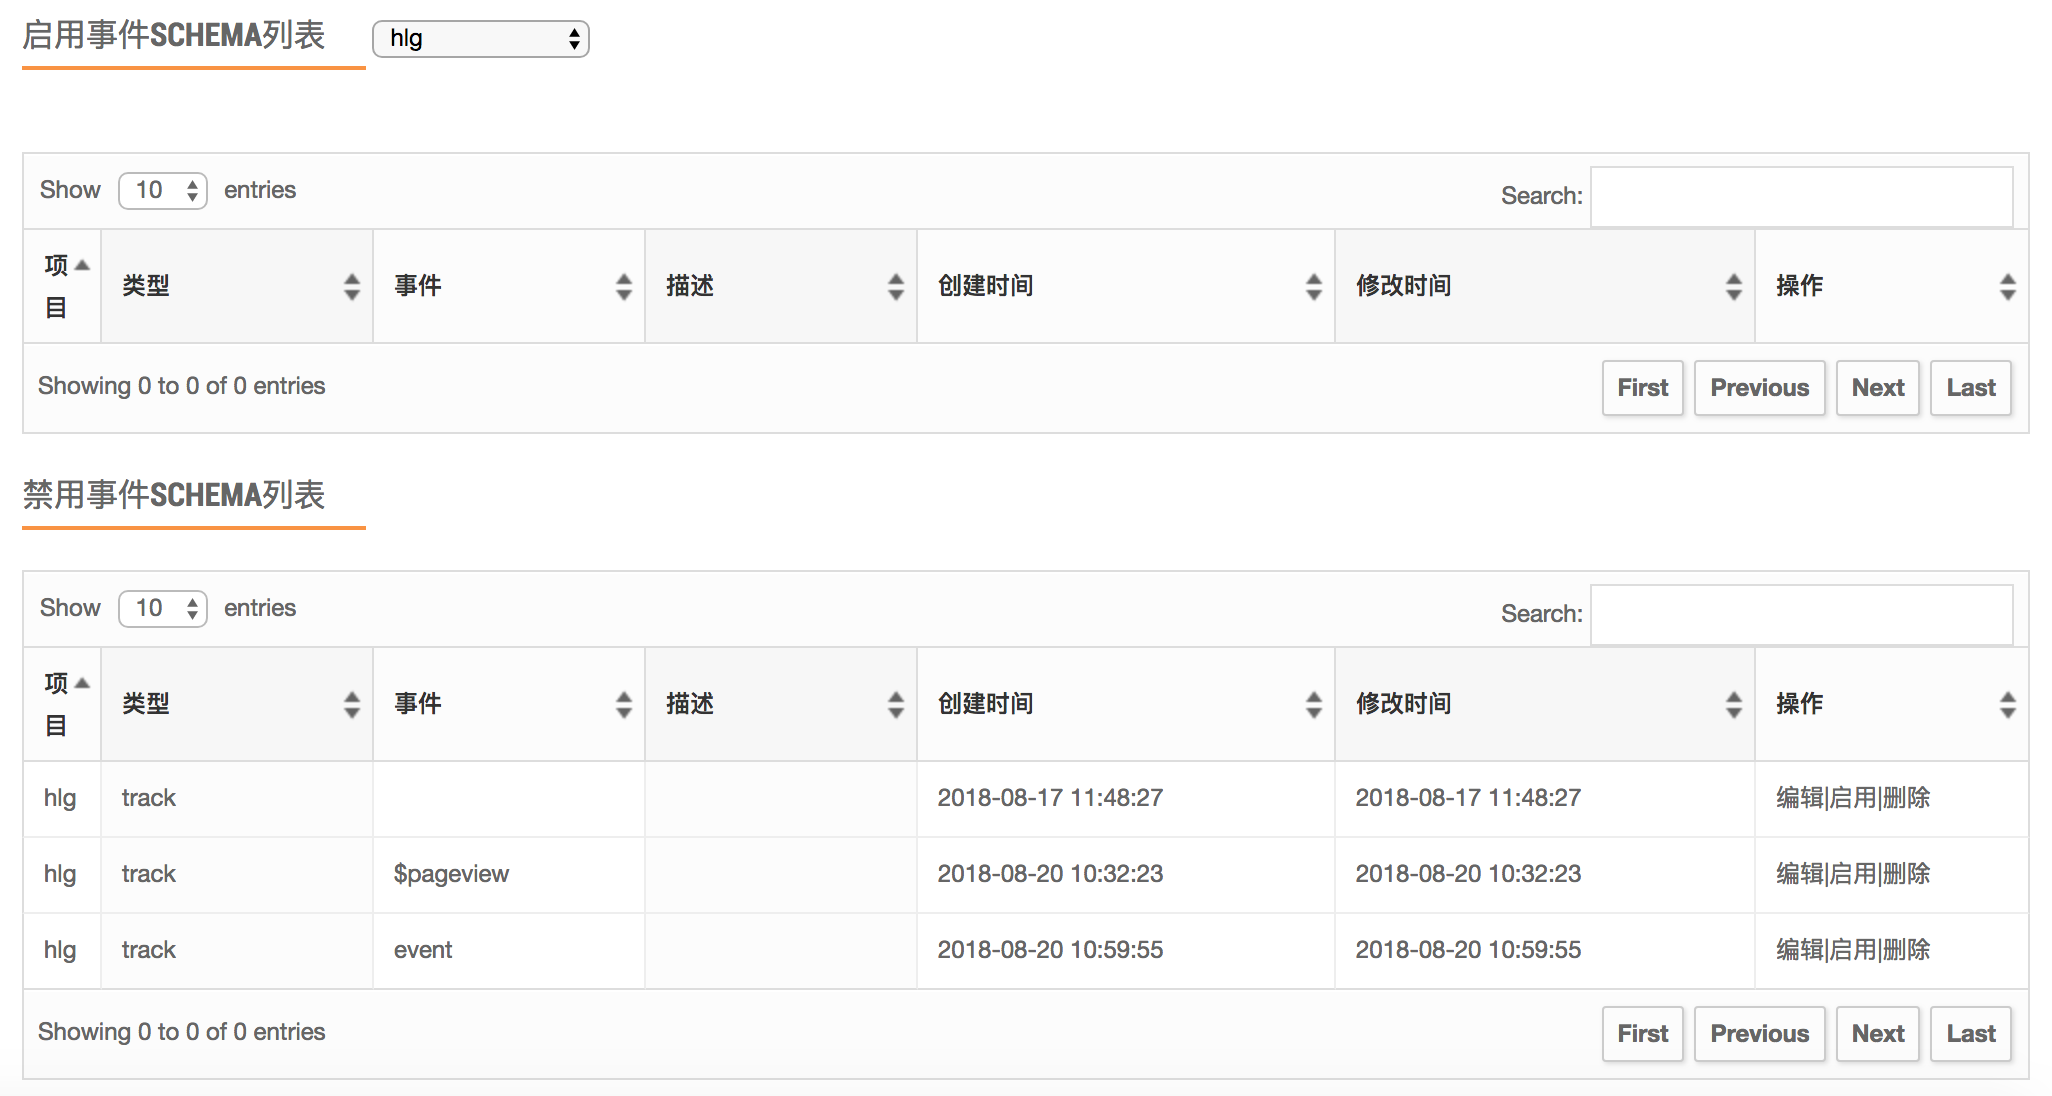 启用事件SCHEMA列表 hlg
Show 10 entries Search:
项目 类型 事件 描述 创建时间 修改时间 操作
Showing 0 to 0 of 0 entries First Previous Next Last
禁用事件SCHEMA列表
Show 10 entries Search:
项目 类型 事件 描述 创建时间 修改时间 操作
hlg track 2018-08-17 11:48:27 2018-08-17 11:48:27 编辑|启用|删除
hlg track $pageview 2018-08-20 10:32:23 2018-08-20 10:32:23 编辑|启用|删除
hlg track event 2018-08-20 10:59:55 2018-08-20 10:59:55 编辑|启用|删除
Showing 0 to 0 of 0 entries First Previous Next Last